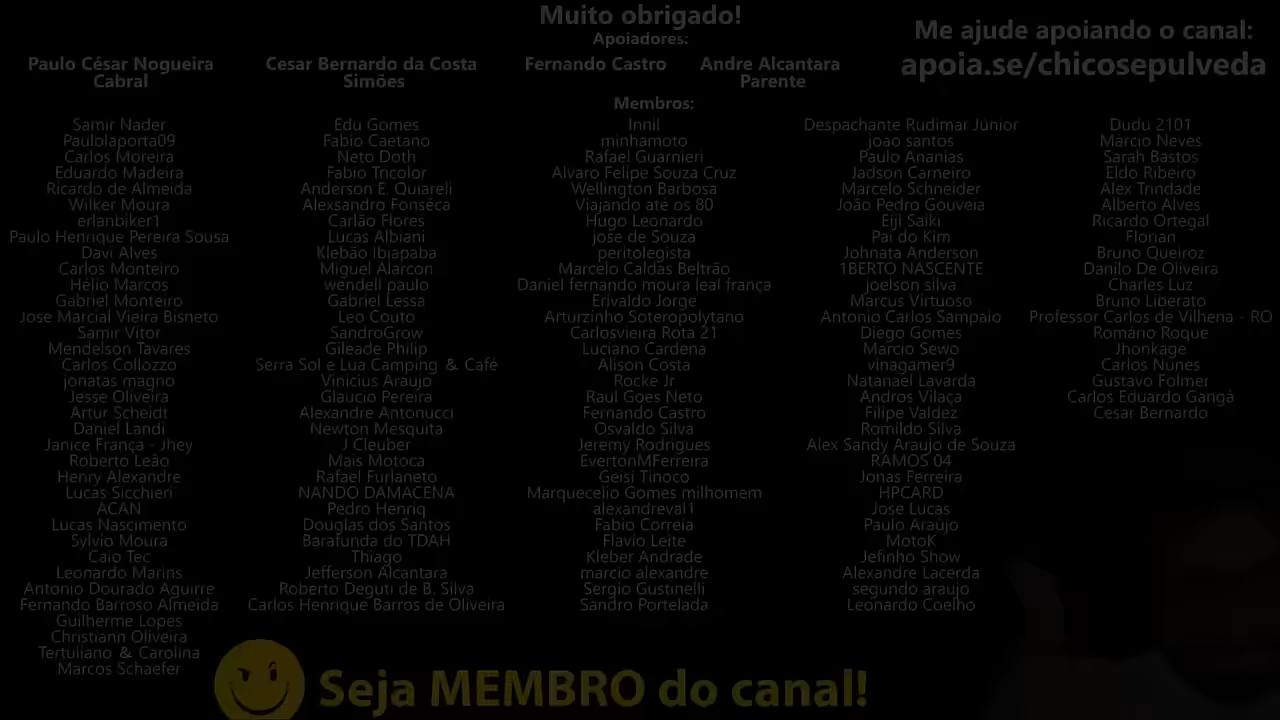 Muito obrigado!
Apoiadores:
Me ajude apoiando o canal:
apoia.se/chicosepulveda
Paulo César Nogueira
Cabral
Cesar Bernardo da Costa
Simões
Fernando Castro
Andre Alcantara
Parente
Membros:
Samir Nader
Paulolaporta09
Carlos Moreira
Eduardo Madeira
Ricardo de Almeida
Wilker Moura
erlanbiker1
Paulo Henrique Pereira Sousa
Davi Alves
Carlos Monteiro
Hélio Marcos
Gabriel Monteiro
Jose Marcial Vieira Bisneto
Samir Vitor
Mendelson Tavares
Carlos Collozzo
jonatas magno
Jesse Oliveira
Artur Scheidt
Daniel Landi
Janice França - Jhey
Roberto Leão
Henry Alexandre
Lucas Sicchieri
ACAN
Lucas Nascimento
Sylvio Moura
Caio Tec
Leonardo Marins
Antonio Dourado Aguirre
Fernando Barroso Almeida
Guilherme Lopes
Christiann Oliveira
Tertuliano & Carolina
Marcos Schaefer
Edu Gomes
Fabio Caetano
Neto Doth
Fabio Tricolor
Anderson E. Quiareli
Alexsandro Fonsêca
Carlão Flores
Lucas Albiani
Klebão Ibiapaba
Miguel Alarcon
wendell paulo
Gabriel Lessa
Leo Couto
SandroGrow
Gileade Philip
Serra Sol e Lua Camping & Café
Vinicius Araujo
Glaucio Pereira
Alexandre Antonucci
Newton Mesquita
J Cleuber
Mais Motoca
Rafael Furlaneto
NANDO DAMACENA
Pedro Henriq
Douglas dos Santos
Barafunda do TDAH
Thiago
Jefferson Alcantara
Roberto Deguti de B. Silva
Carlos Henrique Barros de Oliveira
Innil
minhamoto
Rafael Guarnieri
Alvaro Felipe Souza Cruz
Wellington Barbosa
Viajando até os 80
Hugo Leonardo
jose de Souza
peritolegista
Marcelo Caldas Beltrão
Daniel fernando moura leal frança
Erivaldo Jorge
Arturzinho Soteropolytano
Carlosvieira Rota 21
Luciano Cardena
Alison Costa
Rocke Jr
Raul Goes Neto
Fernando Castro
Osvaldo Silva
Jeremy Rodrigues
EvertonMFerreira
Geisi Tinoco
Marquecelio Gomes milhomem
alexandreval1
Fabio Correia
Flavio Leite
Kleber Andrade
marcio alexandre
Sergio Gustinelli
Sandro Portelada
Despachante Rudimar Júnior
joao santos
Paulo Ananias
Jadson Carneiro
Marcelo Schneider
João Pedro Gouveia
Eiji Saiki
Pai do Kim
Johnata Anderson
1BERTO NASCENTE
joelson silva
Marcus Virtuoso
Antonio Carlos Sampaio
Diego Gomes
Marcio Sewo
vinagamer9
Natanael Lavarda
Andros Vilaça
Filipe Valdez
Romildo Silva
Alex Sandy Araujo de Souza
RAMOS 04
Jonas Ferreira
HPCARD
Jose Lucas
Paulo Araújo
MotoK
Jefinho Show
Alexandre Lacerda
segundo araujo
Leonardo Coelho
Dudu 2101
Marcio Neves
Sarah Bastos
Eldo Ribeiro
Alex Trindade
Alberto Alves
Ricardo Ortegal
Florian
Bruno Queiroz
Danilo De Oliveira
Charles Luz
Bruno Liberato
Professor Carlos de Vilhena - RO
Romário Roque
Jhonkage
Carlos Nunes
Gustavo Folmer
Carlos Eduardo Gangá
Cesar Bernardo
Seja MEMBRO do canal!